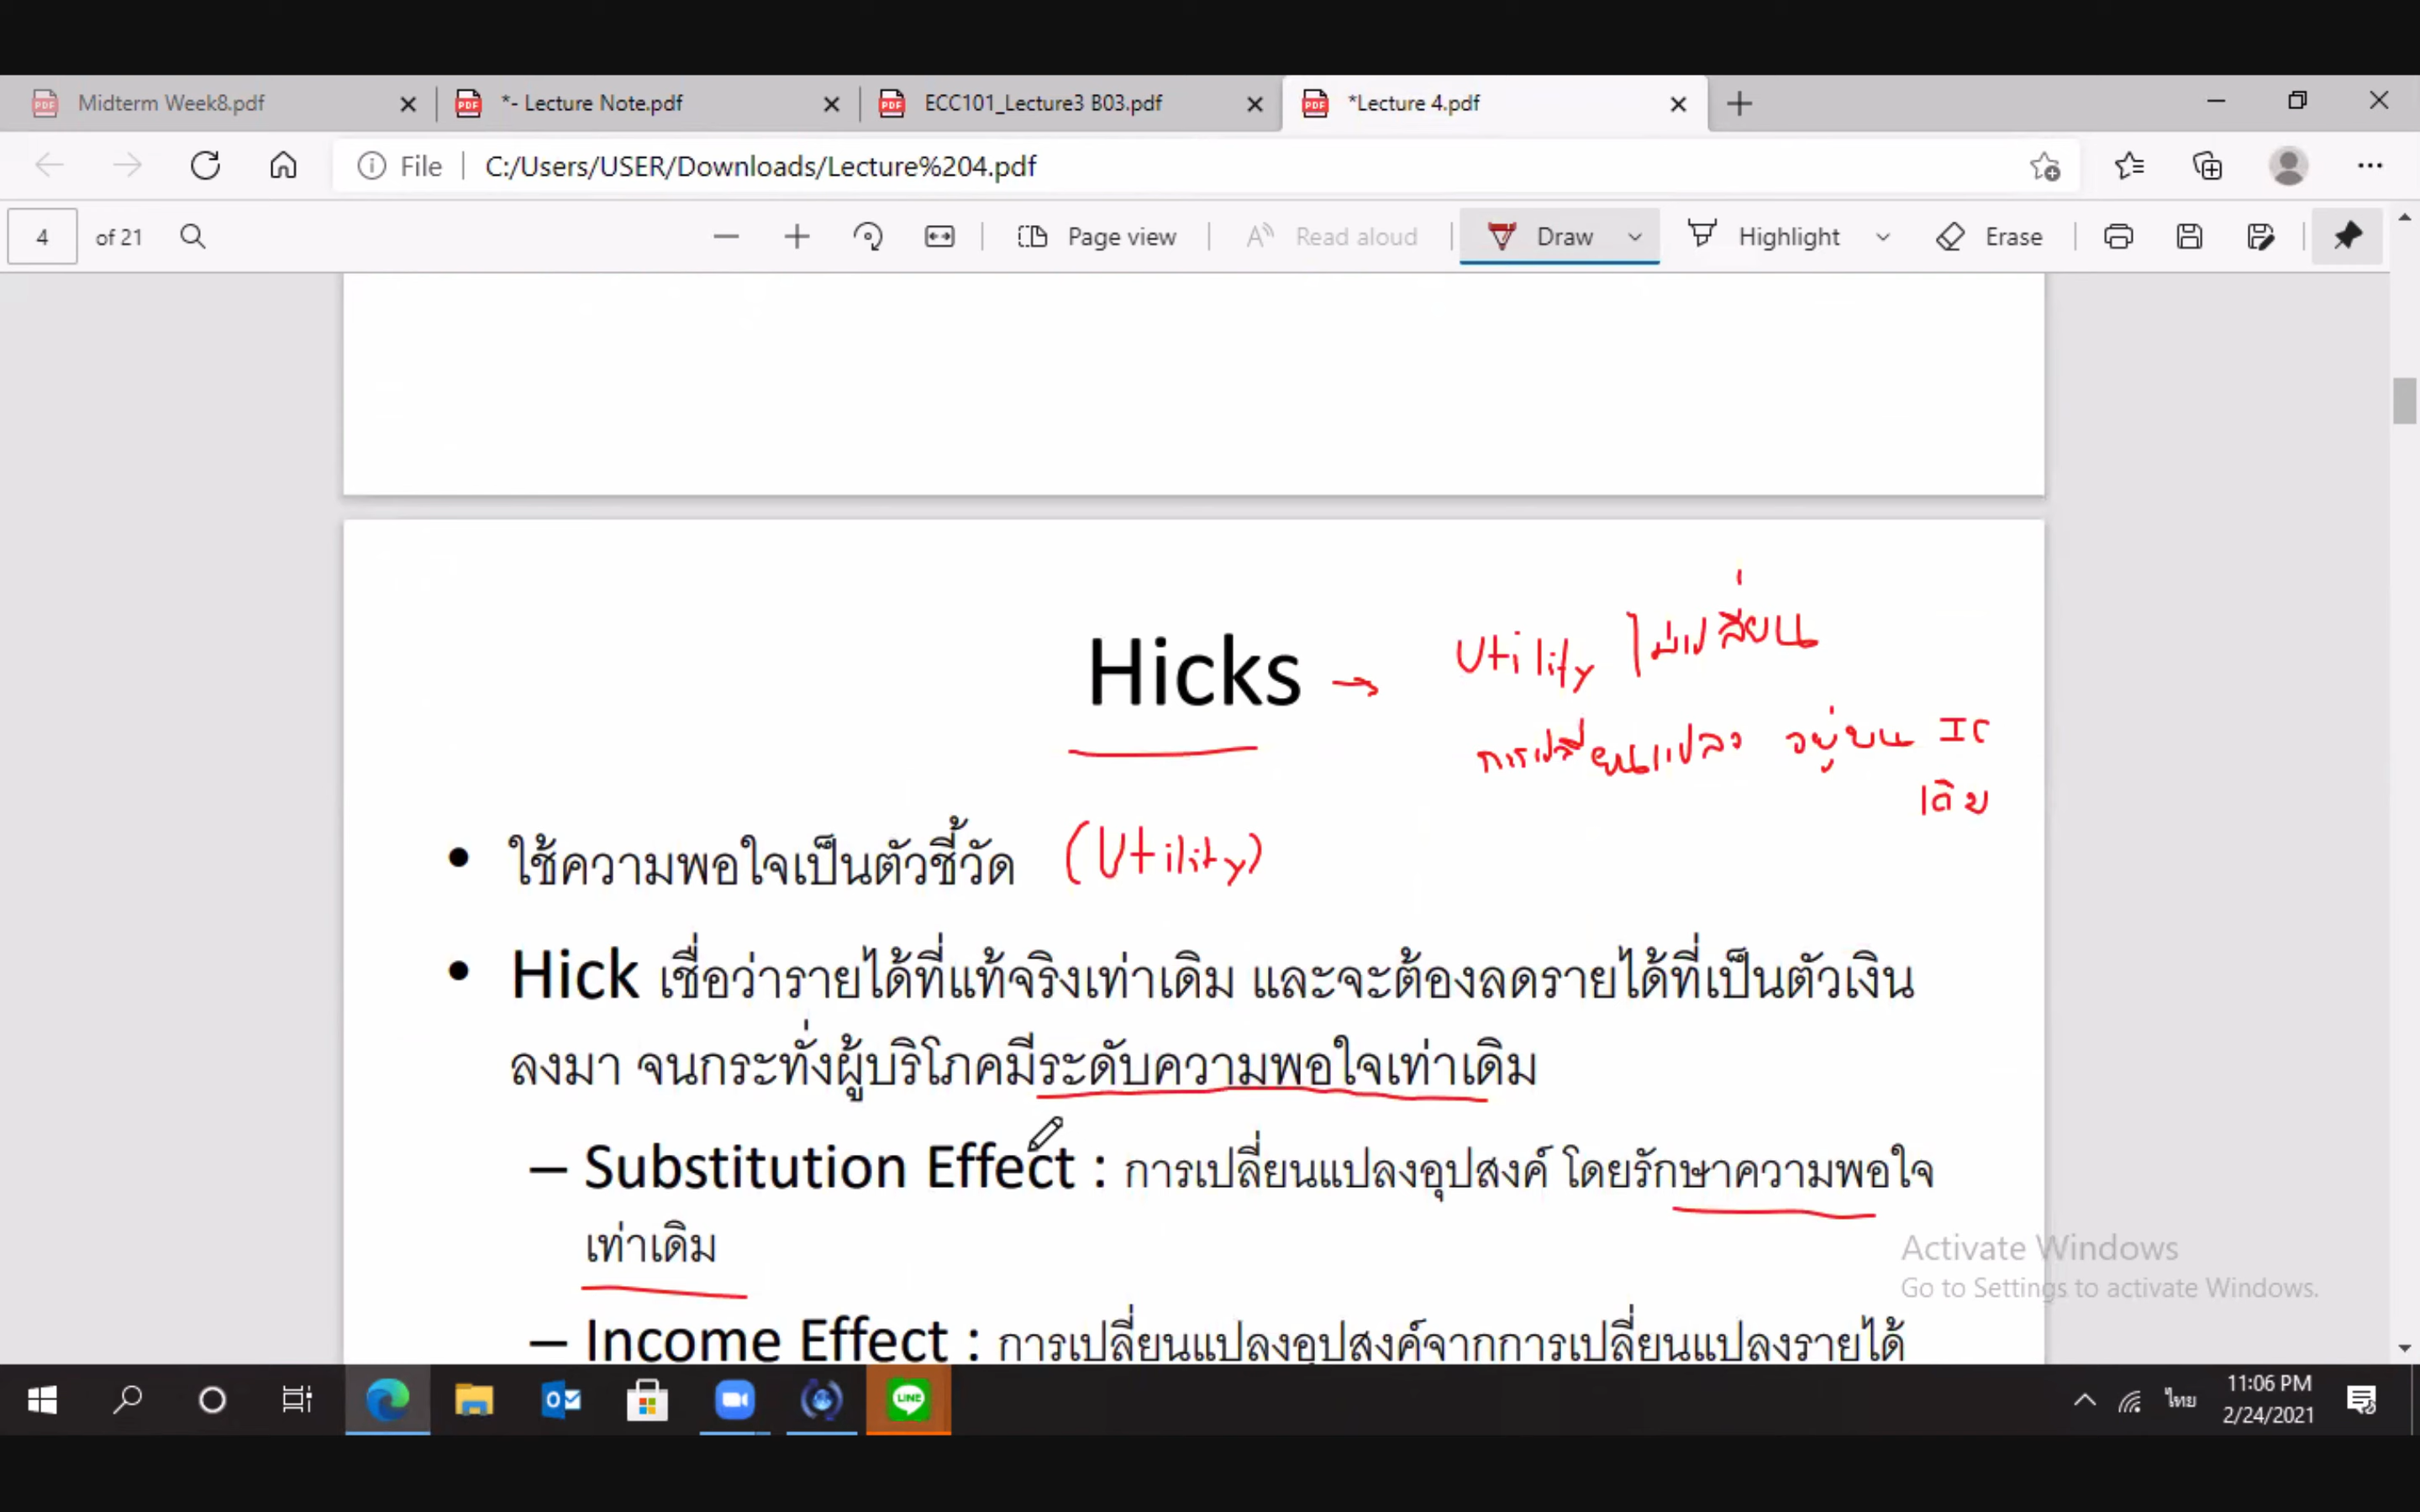 Midterm Week8.pdf
*- Lecture Note.pdf
ECC101_Lecture3 B03.pdf
*Lecture 4.pdf
File
C:/Users/USER/Downloads/Lecture%204.pdf
4 of 21
Page view
Read aloud
Draw
Highlight
Erase
Hicks → Utility ไม่เปลี่ยน
การเปลี่ยนแปลง อยู่บน IC
เดิม
• ใช้ความพอใจเป็นตัวชี้วัด (Utility)
• Hick เชื่อว่ารายได้ที่แท้จริงเท่าเดิม และจะต้องลดรายได้ที่เป็นตัวเงิน
ลงมา จนกระทั่งผู้บริโภคมีระดับความพอใจเท่าเดิม
– Substitution Effect : การเปลี่ยนแปลงอุปสงค์ โดยรักษาความพอใจ
เท่าเดิม
– Income Effect : การเปลี่ยนแปลงอุปสงค์จากการเปลี่ยนแปลงรายได้
Activate Windows
Go to Settings to activate Windows.
LINE
ไทย
11:06 PM
2/24/2021